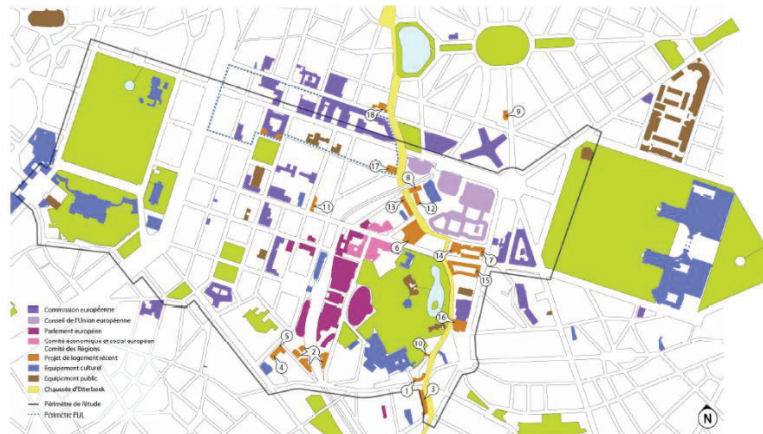 18
9
17
8
13
12
11
6
14
7
15
16
5
2
4
10
1
3
Commission européenne
Conseil de l'Union européenne
Parlement européen
Comité économique et social européen
Comité des Régions
Projet de logement récent
Equipement culturel
Equipement public
Chaussée d'Etterbeek
Périmètre de l'étude
Périmètre PUL
N